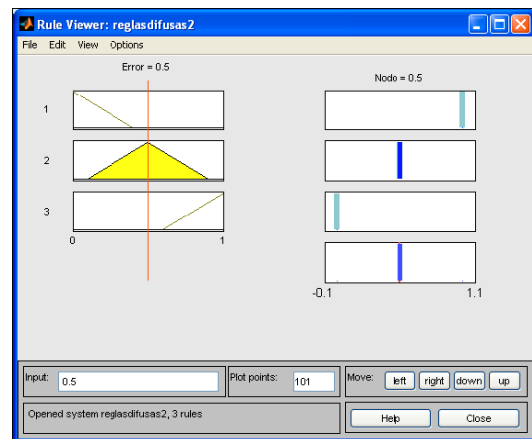 Rule Viewer: reglasdifusas2
File Edit View Options
Error = 0.5
Nodo = 0.5
1
2
3
0 1
-0.1 1.1
Input: 0.5
Plot points: 101
Move: left right down up
Opened system reglasdifusas2, 3 rules
Help Close